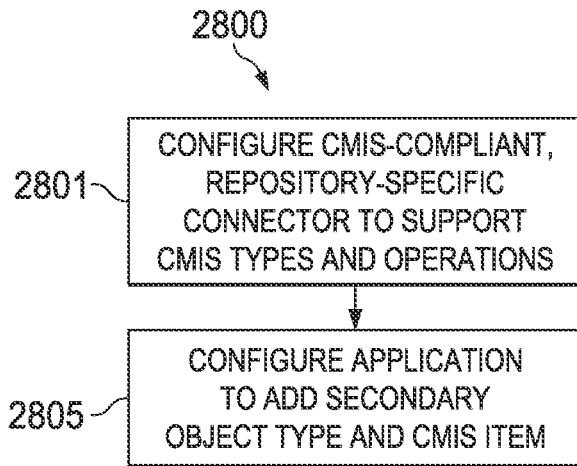 2800
2801
CONFIGURE CMIS-COMPLIANT,
REPOSITORY-SPECIFIC
CONNECTOR TO SUPPORT
CMIS TYPES AND OPERATIONS
2805
CONFIGURE APPLICATION
TO ADD SECONDARY
OBJECT TYPE AND CMIS ITEM